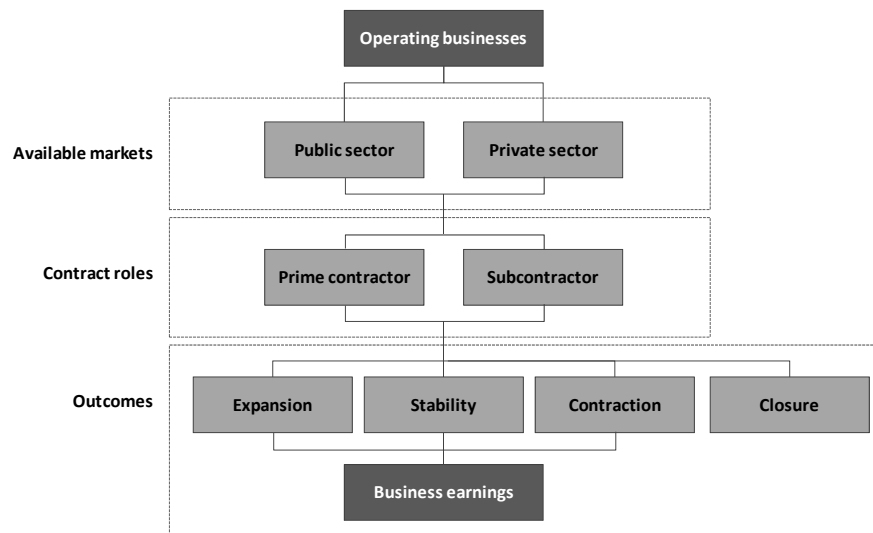 Operating businesses
Available markets
Public sector
Private sector
Contract roles
Prime contractor
Subcontractor
Outcomes
Expansion
Stability
Contraction
Closure
Business earnings